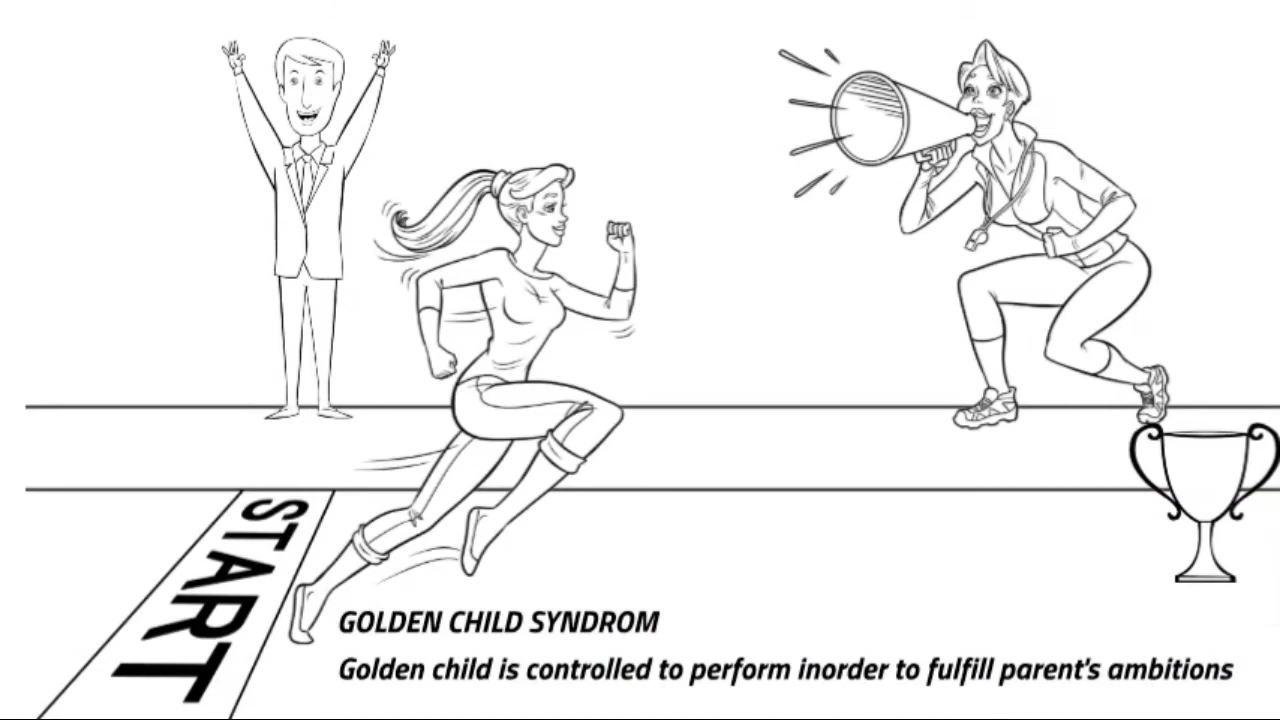 START
GOLDEN CHILD SYNDROM
Golden child is controlled to perform inorder to fulfill parent's ambitions